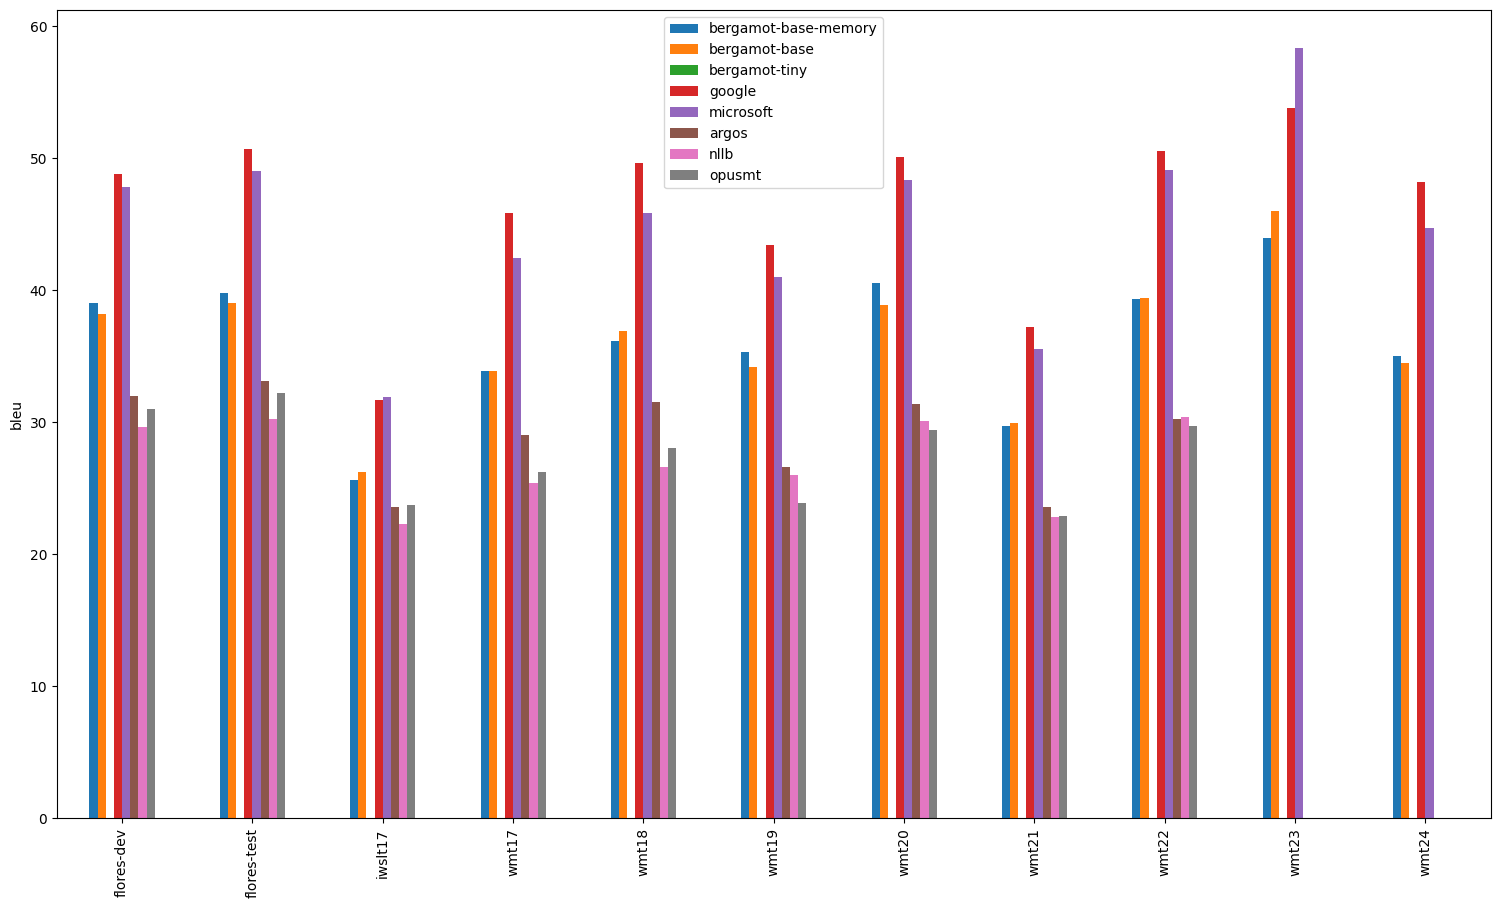 bleu
60
50
40
30
20
10
0
bergamot-base-memory
bergamot-base
bergamot-tiny
google
microsoft
argos
nllb
opusmt
flores-dev
flores-test
iwslt17
wmt17
wmt18
wmt19
wmt20
wmt21
wmt22
wmt23
wmt24